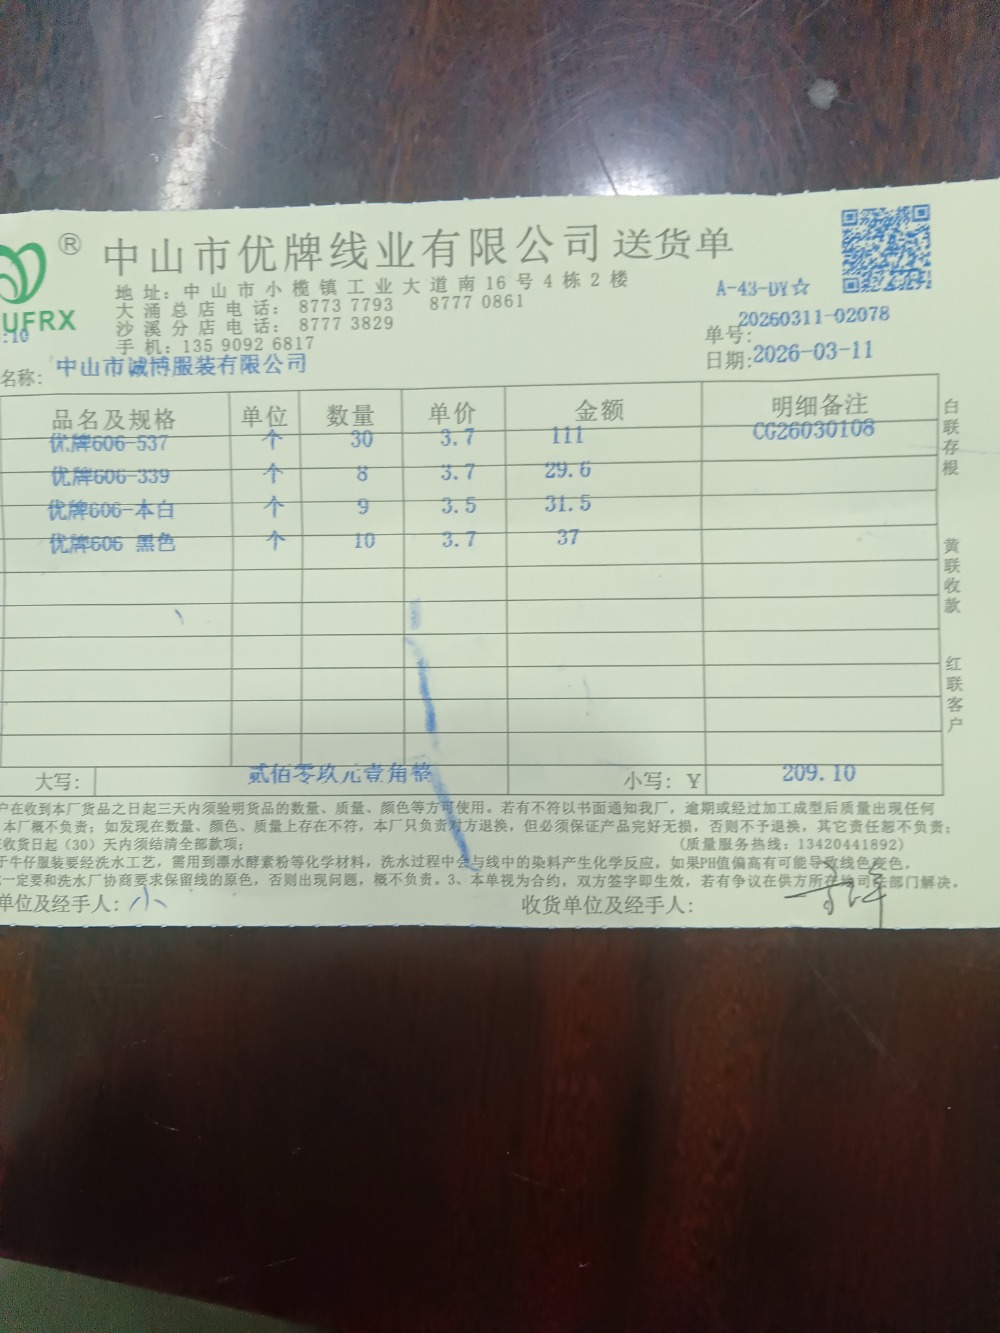 ® 中山市优牌线业有限公司 送货单
UFRX
地址：中山市小榄镇工业大道南16号4栋2楼
大涌总店电话： 8773 7793 8777 0861
沙溪分店电话： 8777 3829
手机：135 9092 6817
A-43-DY☆
:10
单号：20260311-02078
名称：中山市诚博服装有限公司
日期：2026-03-11
品名及规格 单位 数量 单价 金额 明细备注
优牌606-537 个 30 3.7 111 CG26030108
优牌606-339 个 8 3.7 29.6
优牌606-本白 个 9 3.5 31.5
优牌606 黑色 个 10 3.7 37
白联存根
黄联收款
红联客户
大写： 贰佰零玖元壹角整 小写：Y 209.10
户在收到本厂货品之日起三天内须验明货品的数量、质量、颜色等方可使用。若有不符以书面通知我厂，逾期或经过加工成型后质量出现任何
本厂概不负责；如发现在数量、颜色、质量上存在不符，本厂只负责对方退换，但必须保证产品完好无损，否则不予退换，其它责任恕不负责；
收货日起（30）天内须结清全部款项； （质量服务热线：13420441892）
于牛仔服装要经洗水工艺，需用到漂水酵素粉等化学材料，洗水过程中会与线中的染料产生化学反应，如果PH值偏高有可能导致线色变色，
一定要和洗水厂协商要求保留线的原色，否则出现问题，概不负责。3、本单视为合约，双方签字即生效，若有争议在供方所在地司法部门解决。
单位及经手人：小 收货单位及经手人：